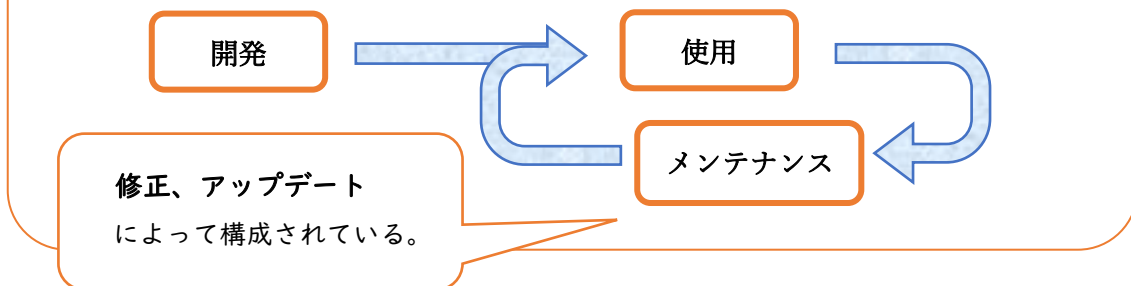 開発
使用
メンテナンス
修正、アップデート
によって構成されている。